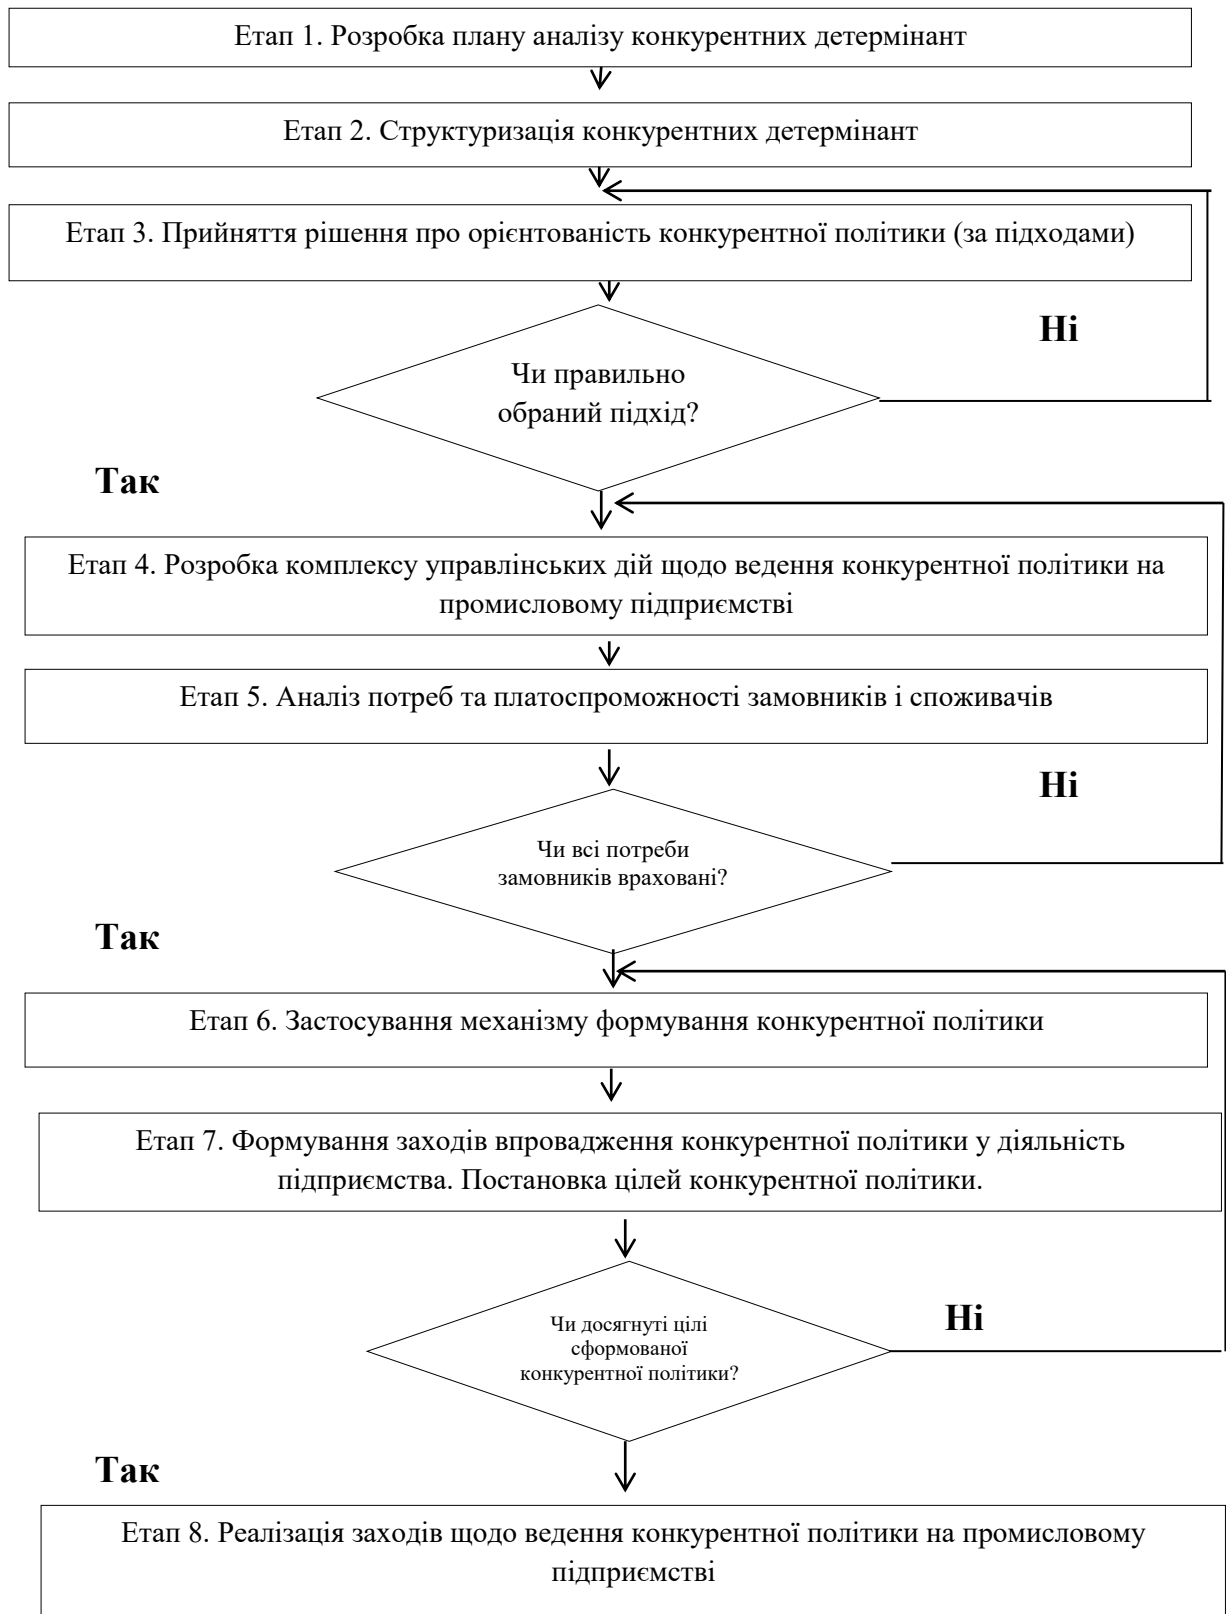 Етап 1. Розробка плану аналізу конкурентних детермінант
Етап 2. Структуризація конкурентних детермінант
Етап 3. Прийняття рішення про орієнтованість конкурентної політики (за підходами)
Ні
Чи правильно
обраний підхід?
Так
Етап 4. Розробка комплексу управлінських дій щодо ведення конкурентної політики на
промисловому підприємстві
Етап 5. Аналіз потреб та платоспроможності замовників і споживачів
Ні
Чи всі потреби
замовників враховані?
Так
Етап 6. Застосування механізму формування конкурентної політики
Етап 7. Формування заходів впровадження конкурентної політики у діяльність
підприємства. Постановка цілей конкурентної політики.
Ні
Чи досягнуті цілі
сформованої
конкурентної політики?
Так
Етап 8. Реалізація заходів щодо ведення конкурентної політики на промисловому
підприємстві